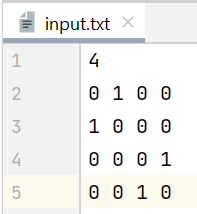 input.txt
1 4
2 0 1 0 0
3 1 0 0 0
4 0 0 0 1
5 0 0 1 0